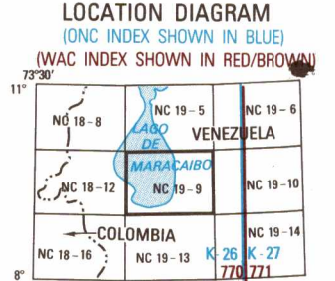 LOCATION DIAGRAM
(ONC INDEX SHOWN IN BLUE)
(WAC INDEX SHOWN IN RED/BROWN)
73°30'
11°
NC 18-8
NC 19-5
NC 19-6
LAGO
DE
MARACAIBO
VENEZUELA
NC 18-12
NC 19-9
NC 19-10
COLOMBIA
NC 19-14
NC 18-16
NC 19-13
K-26
K-27
8°
770
771